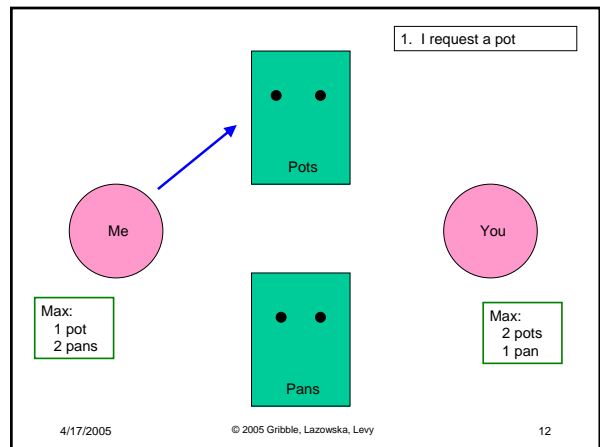 1. I request a pot
Pots
Me
You
Max:
1 pot
2 pans
Max:
2 pots
1 pan
Pans
4/17/2005
© 2005 Gribble, Lazowska, Levy
12